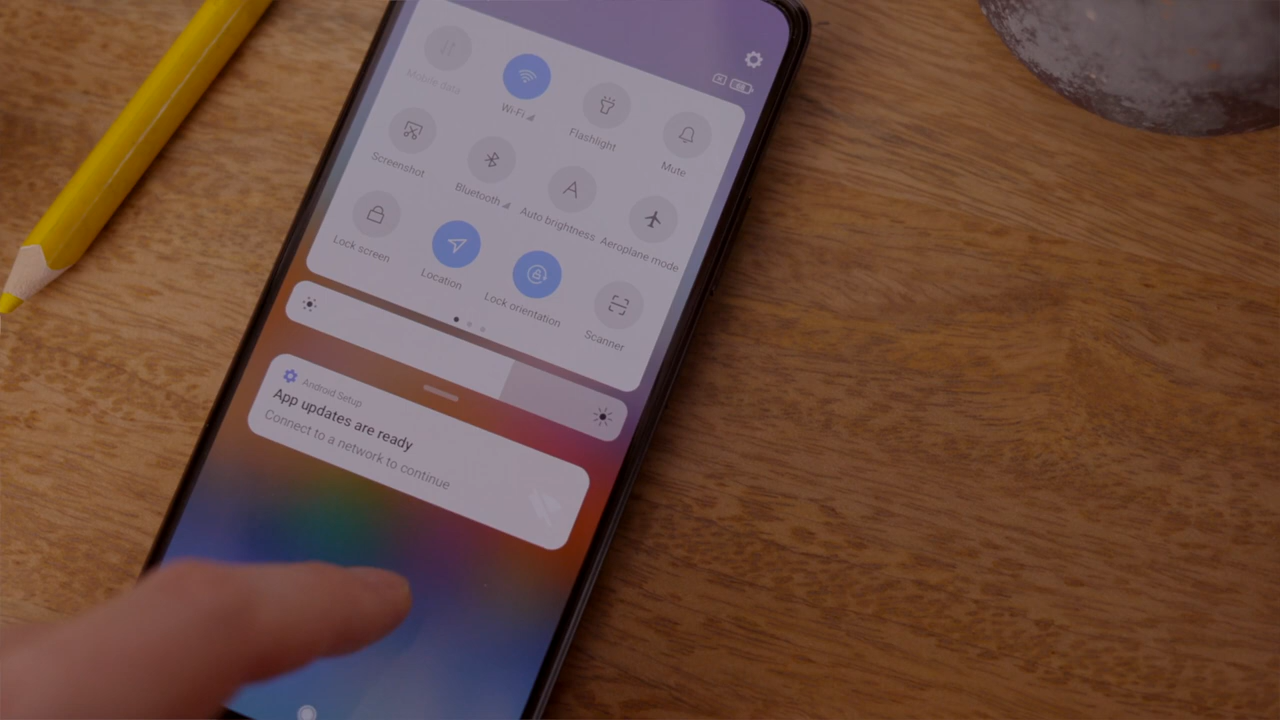 Mobile data
Wi-Fi
Flashlight
Mute
Screenshot
Bluetooth
Auto brightness
Aeroplane mode
Lock screen
Location
Lock orientation
Scanner
Android Setup
App updates are ready
Connect to a network to continue